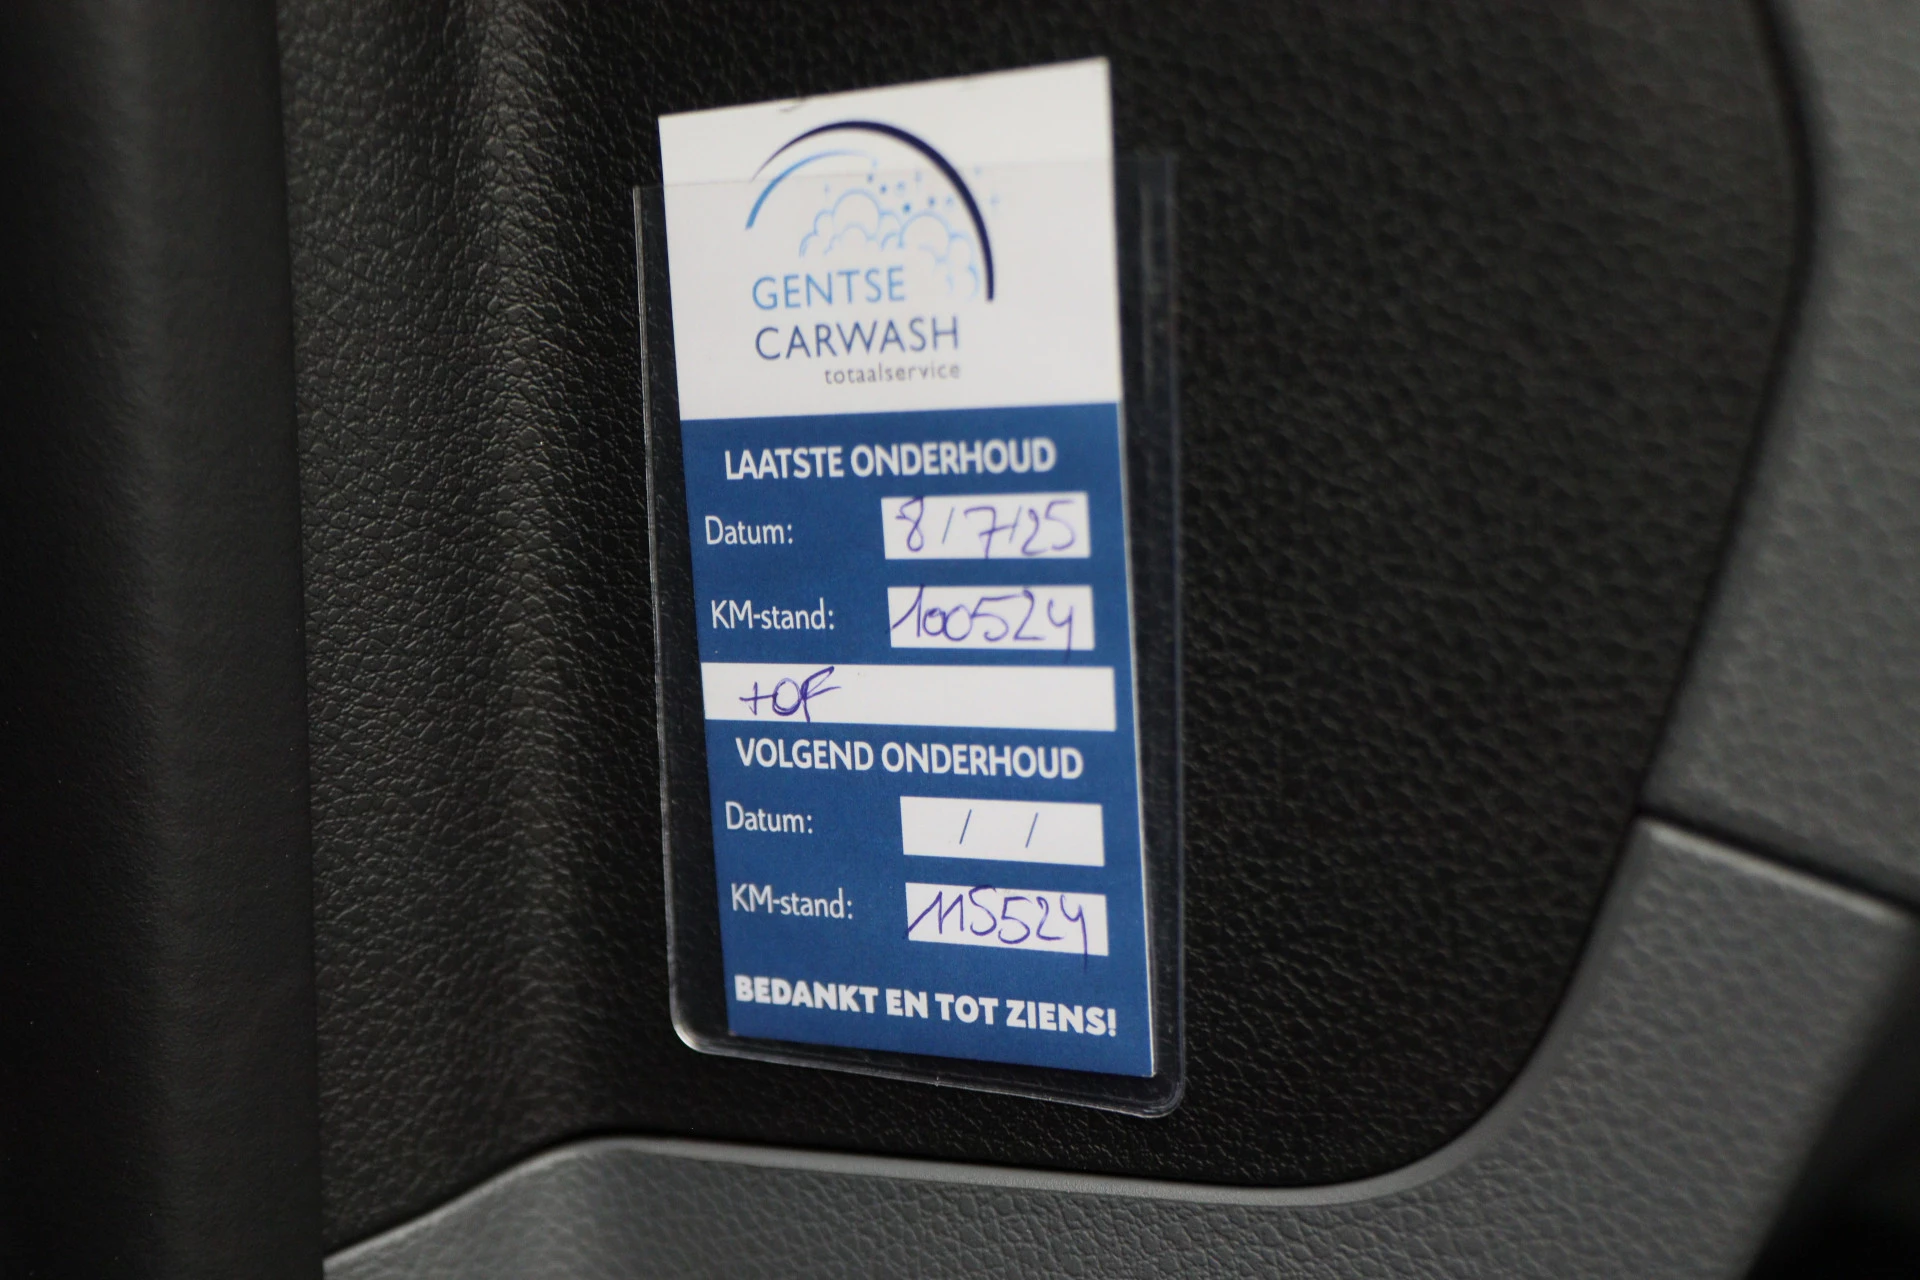 GENTSE
CARWASH
totaalservice
LAATSTE ONDERHOUD
Datum: 8/7/25
KM-stand: 100524
+OF
VOLGEND ONDERHOUD
Datum: / /
KM-stand: 115524
BEDANKT EN TOT ZIENS!